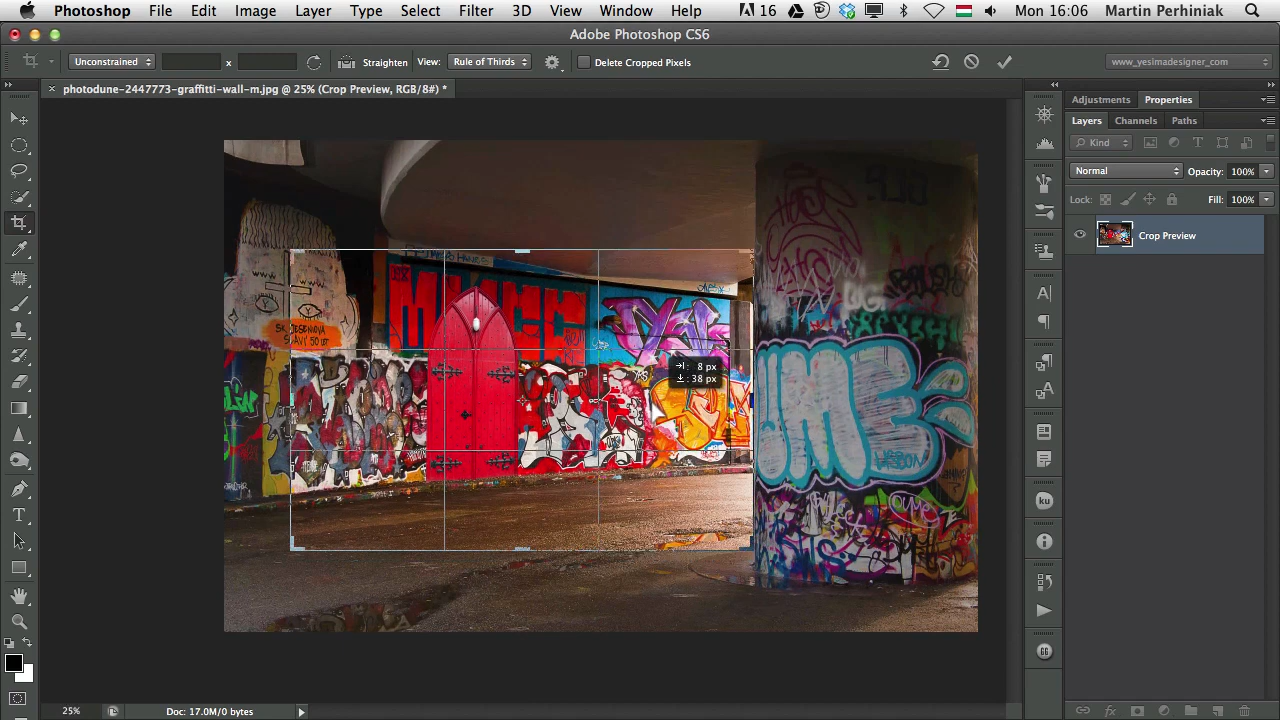 Photoshop File Edit Image Layer Type Select Filter 3D View Window Help 16 Mon 16:06 Martin Perhiniak
Adobe Photoshop CS6
Unconstrained x Straighten View: Rule of Thirds Delete Cropped Pixels www_yesimadesigner_com
photodune-2447773-graffitti-wall-m.jpg @ 25% (Crop Preview, RGB/8#) *
Adjustments Properties
Layers Channels Paths
Kind
Normal Opacity: 100%
Lock: Fill: 100%
Crop Preview
8 px
38 px
UME
LISBON
ku
25% Doc: 17.0M/0 bytes